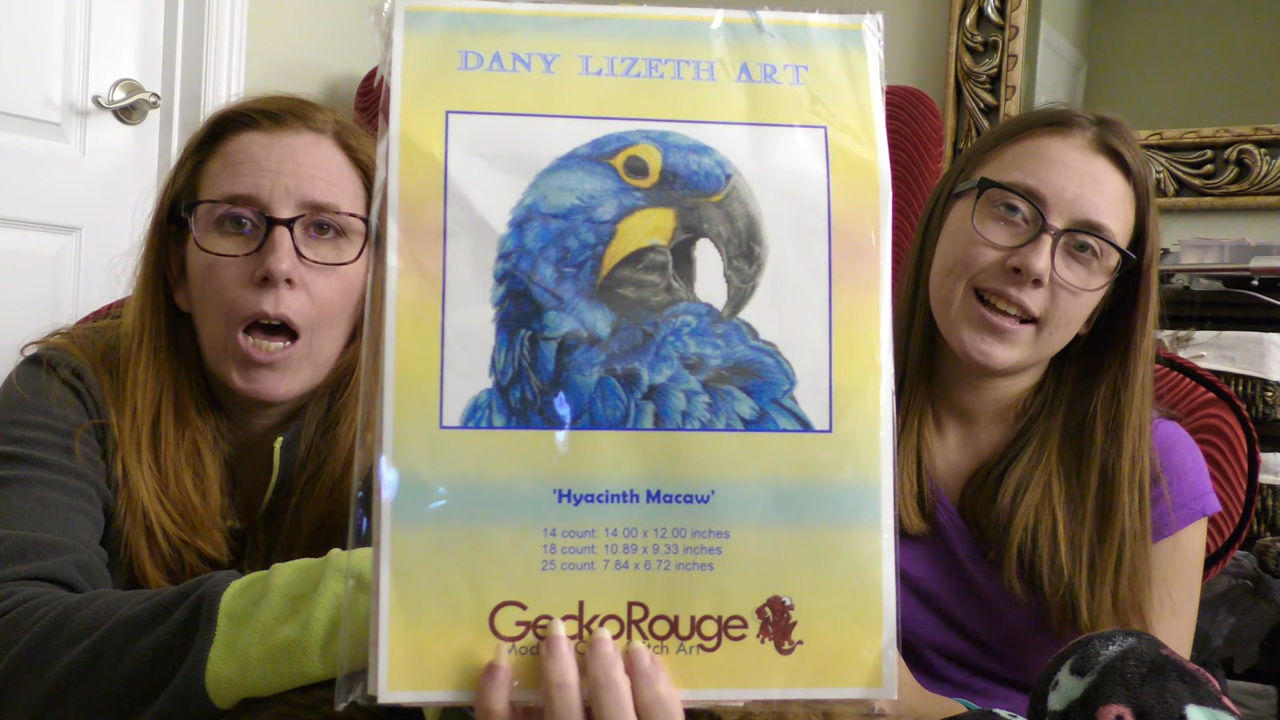 DANY LIZETH ART
'Hyacinth Macaw'
14 count: 14.00 x 12.00 inches
18 count: 10.89 x 9.33 inches
25 count: 7.84 x 6.72 inches
GeckoRouge
Art